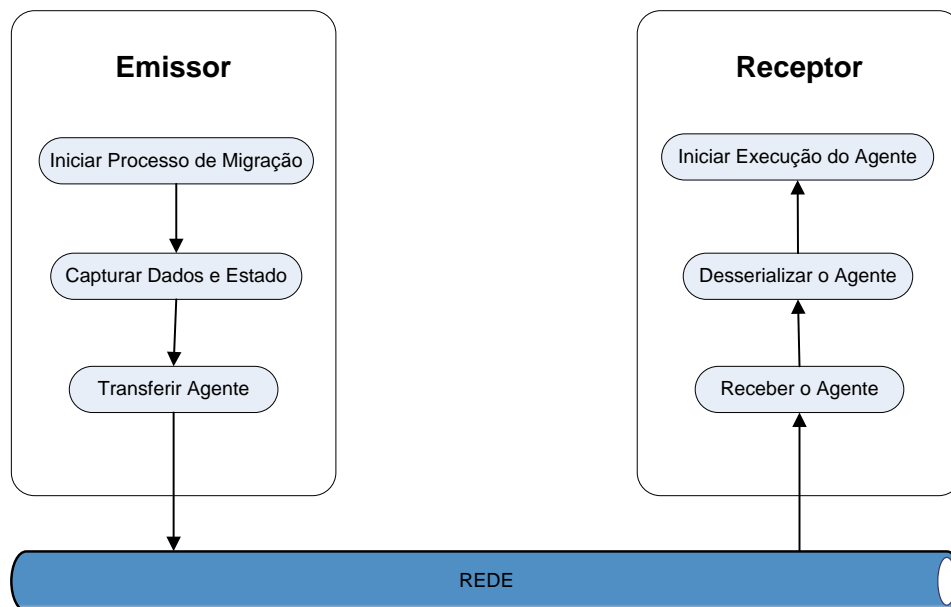 Emissor
Iniciar Processo de Migração
Capturar Dados e Estado
Transferir Agente
Receptor
Iniciar Execução do Agente
Desserializar o Agente
Receber o Agente
REDE